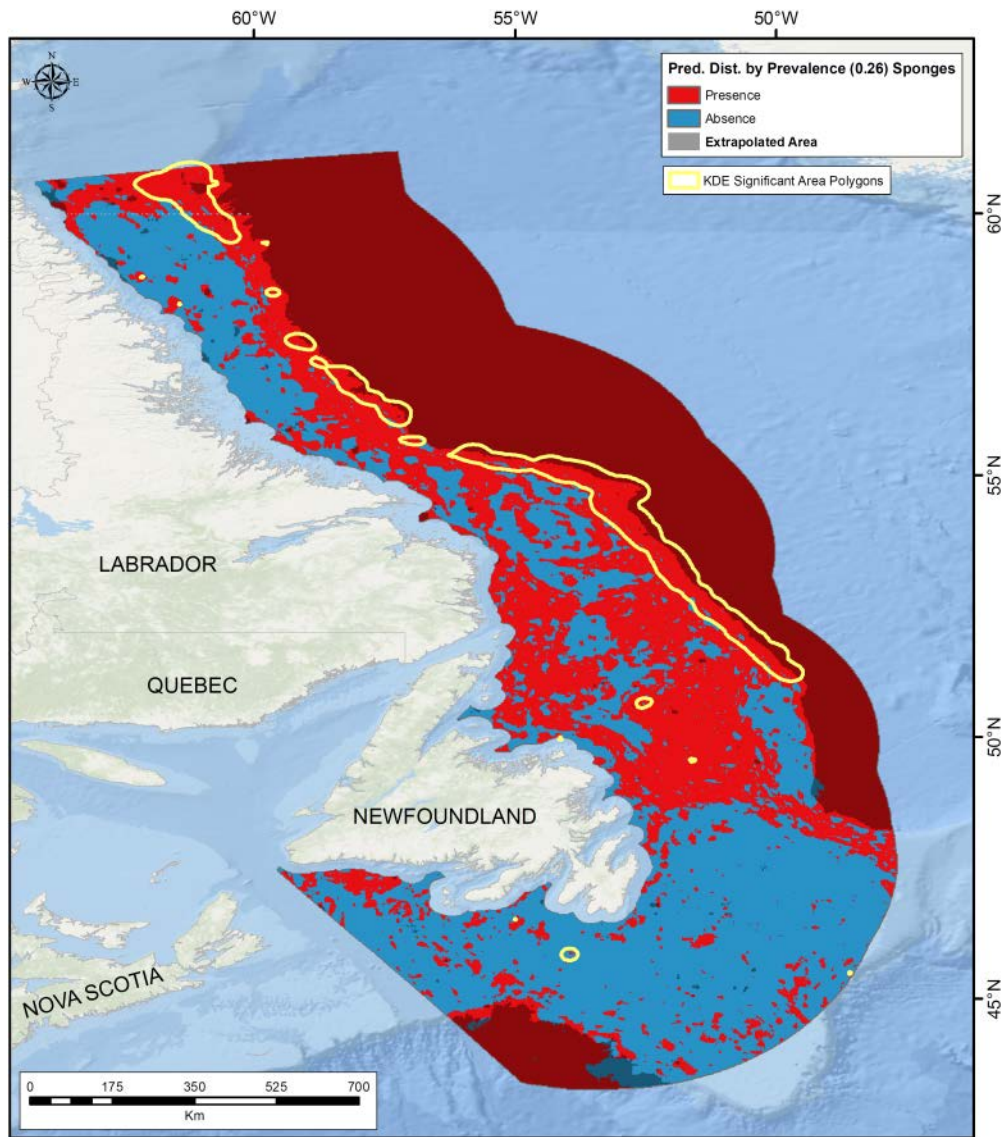 60°W 55°W 50°W
N
W E
S
Pred. Dist. by Prevalence (0.26) Sponges
Presence
Absence
Extrapolated Area
KDE Significant Area Polygons
60°N
55°N
LABRADOR
QUEBEC
50°N
NEWFOUNDLAND
NOVA SCOTIA
45°N
0 175 350 525 700
Km